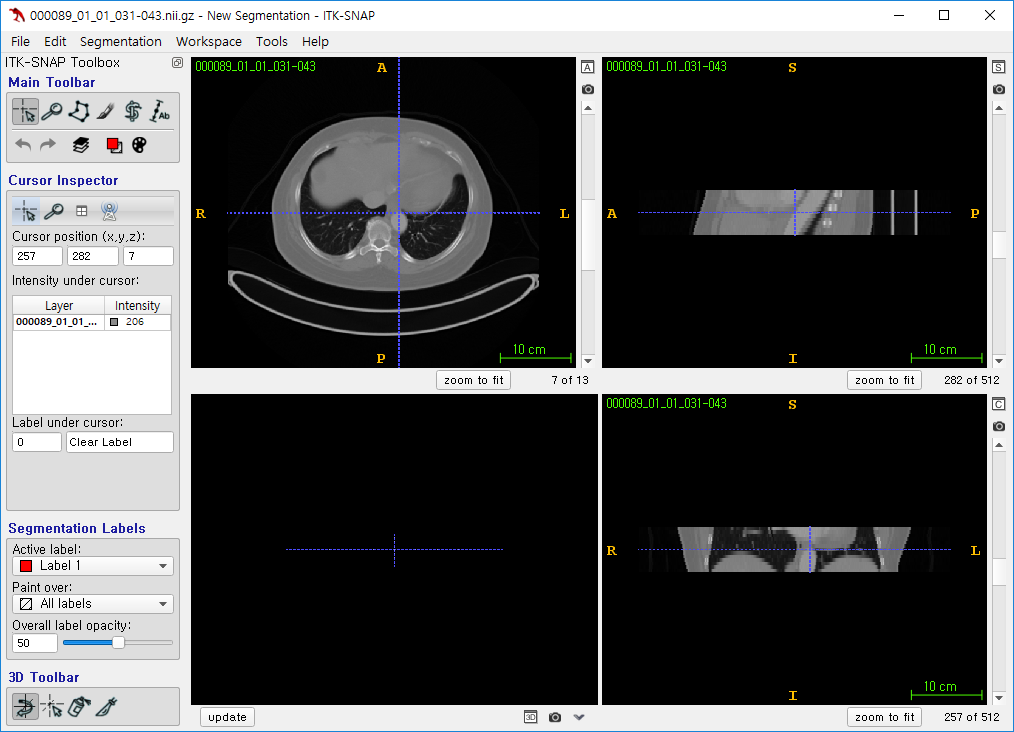 000089_01_01_031-043.nii.gz - New Segmentation - ITK-SNAP
File Edit Segmentation Workspace Tools Help
ITK-SNAP Toolbox
Main Toolbar
Ab
Cursor Inspector
Cursor position (x,y,z):
257 282 7
Intensity under cursor:
Layer Intensity
000089_01_01_... 206
Label under cursor:
0 Clear Label
Segmentation Labels
Active label:
Label 1
Paint over:
All labels
Overall label opacity:
50
3D Toolbar
000089_01_01_031-043
A
A
R
L
10 cm
P
zoom to fit 7 of 13
000089_01_01_031-043
S
S
A
P
10 cm
I
zoom to fit 282 of 512
update
3D
000089_01_01_031-043
S
C
R
L
10 cm
I
zoom to fit 257 of 512